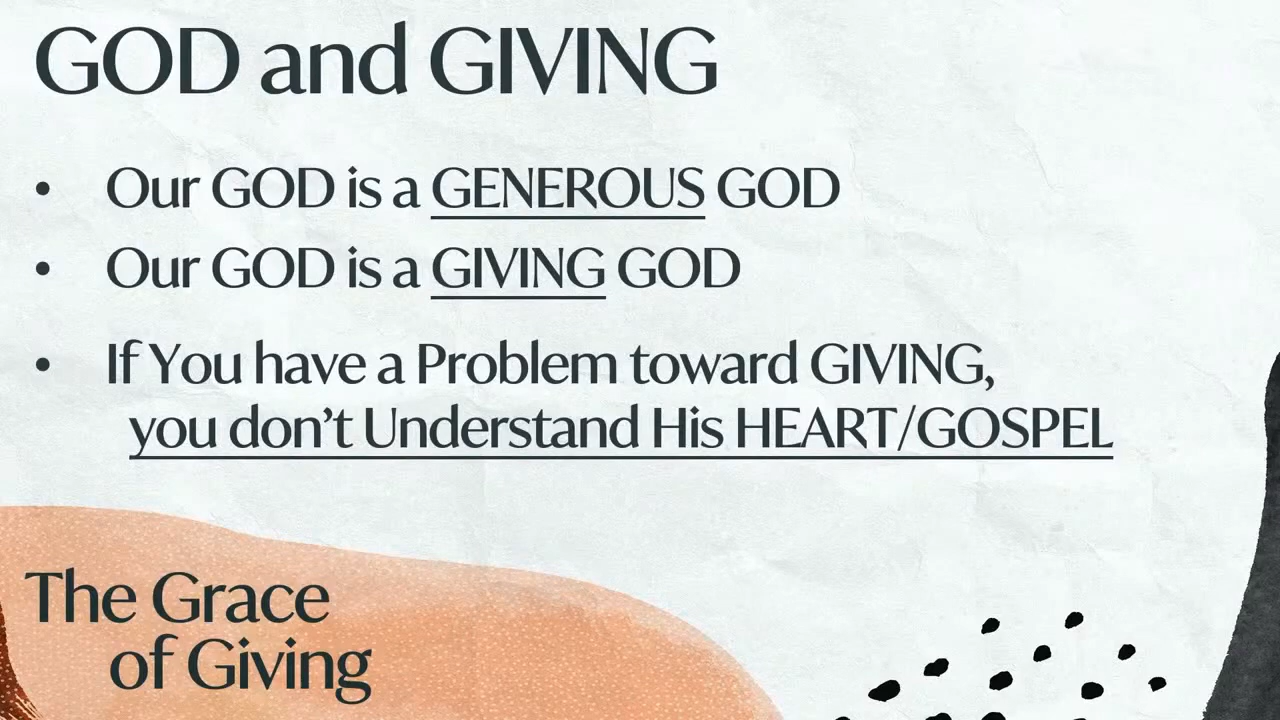 GOD and GIVING
• Our GOD is a GENEROUS GOD
• Our GOD is a GIVING GOD
• If You have a Problem toward GIVING,
you don’t Understand His HEART/GOSPEL
The Grace
of Giving